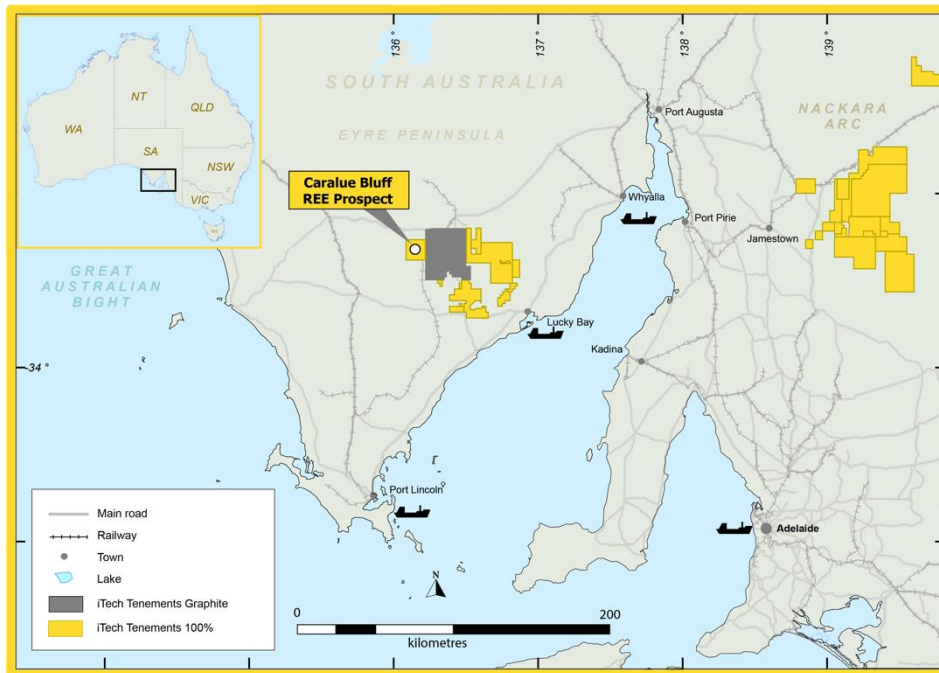 136 °
137
138
139
SOUTH AUSTRALIA
EYRE PENINSULA
NACKARA
ARC
NT
QLD
WA
SA
NSW
VIC
Port Augusta
Caralue Bluff
REE Prospect
Whyalla
Port Pirie
Jamestown
GREAT
AUSTRALIAN
BIGHT
Lucky Bay
Kadina
-34 °
Port Lincoln
Adelaide
Main road
Railway
Town
Lake
iTech Tenements Graphite
iTech Tenements 100%
N
0
200
kilometres